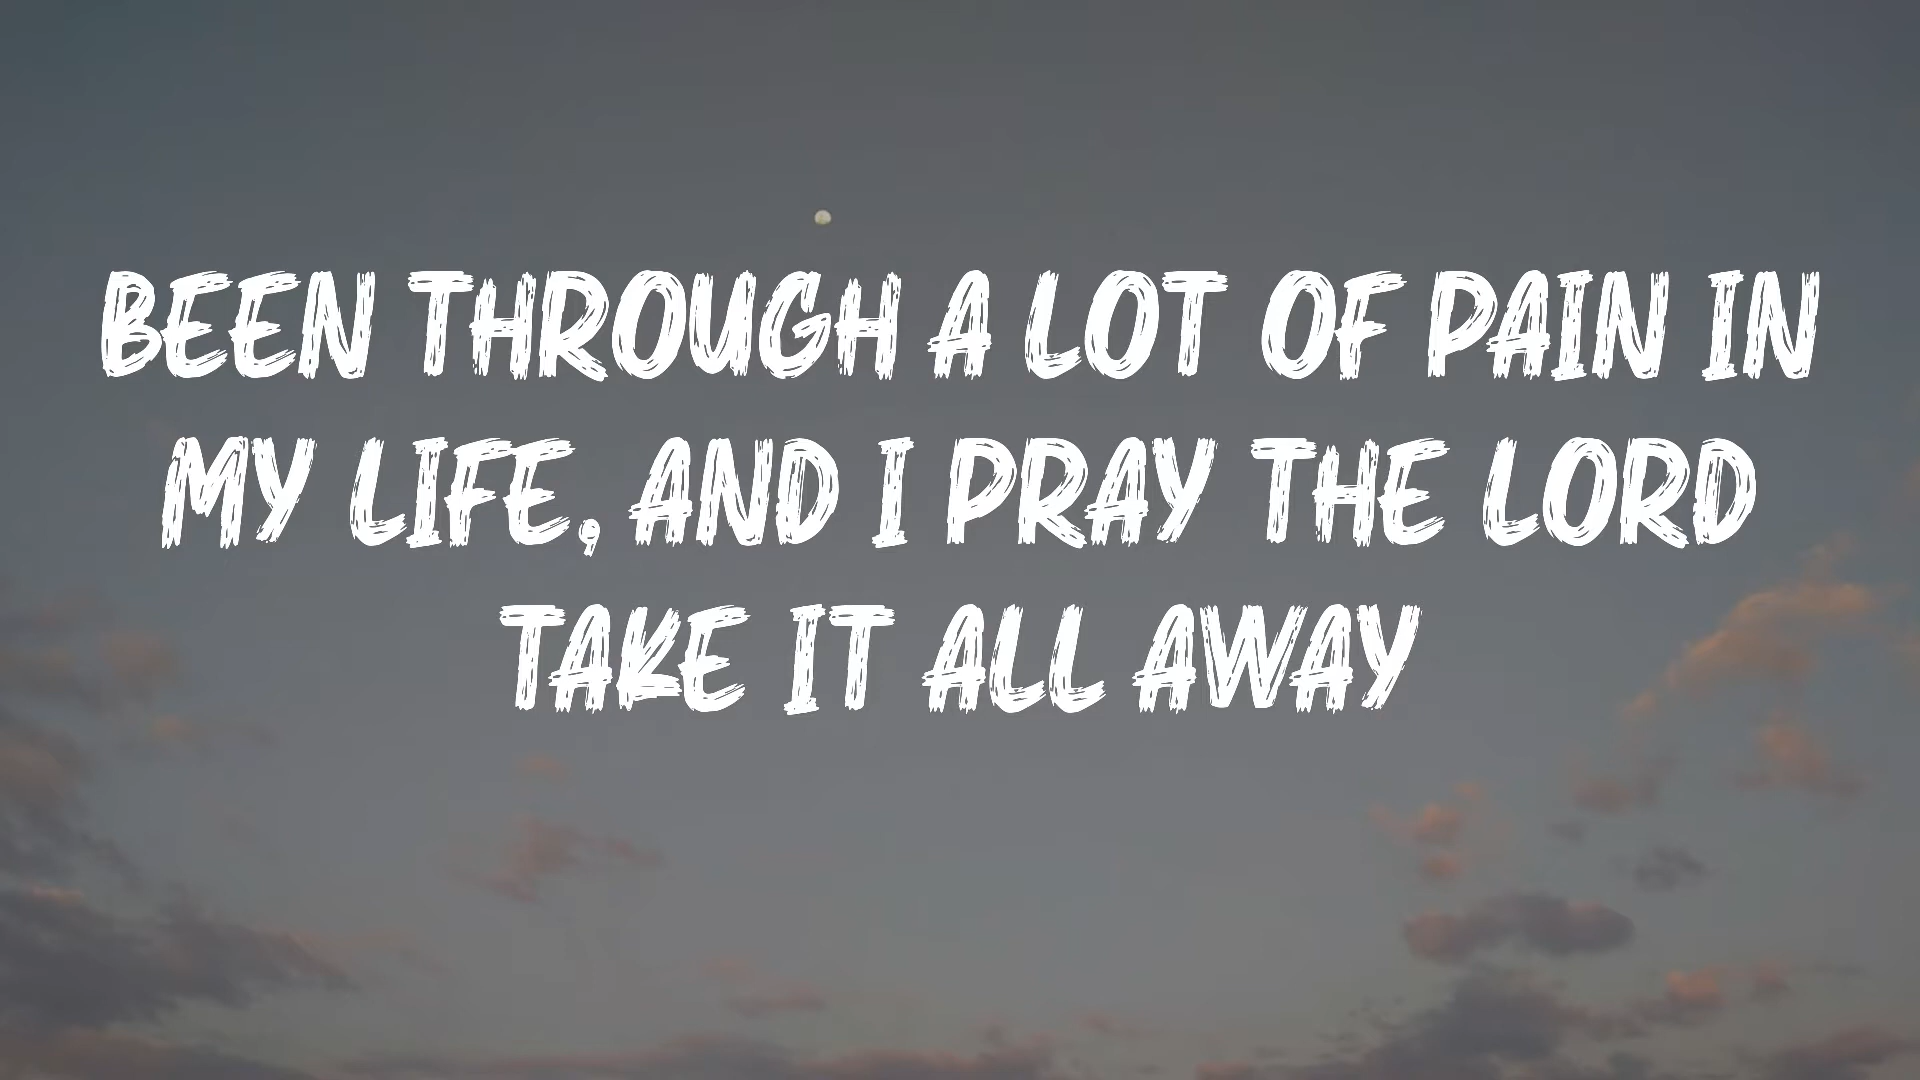 BEEN THROUGH A LOT OF PAIN IN
MY LIFE, AND I PRAY THE LORD
TAKE IT ALL AWAY